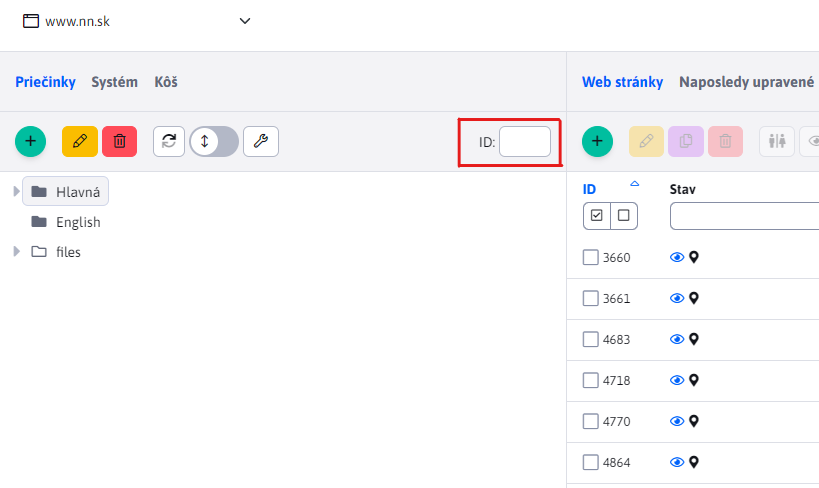 www.nn.sk
Priečinky Systém Kôš
Web stránky Naposledy upravené
ID:
Hlavná
English
files
ID Stav
3660
3661
4683
4718
4770
4864